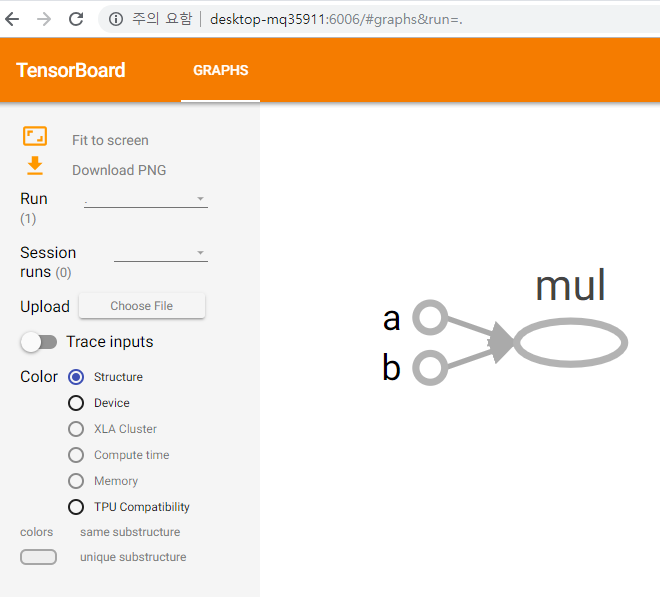 주의 요함 desktop-mq35911:6006/#graphs&run=.
TensorBoard GRAPHS
Fit to screen
Download PNG
Run .
(1)
Session
runs (0)
Upload Choose File
Trace inputs
Color Structure
Device
XLA Cluster
Compute time
Memory
TPU Compatibility
colors same substructure
unique substructure
mul
a
b